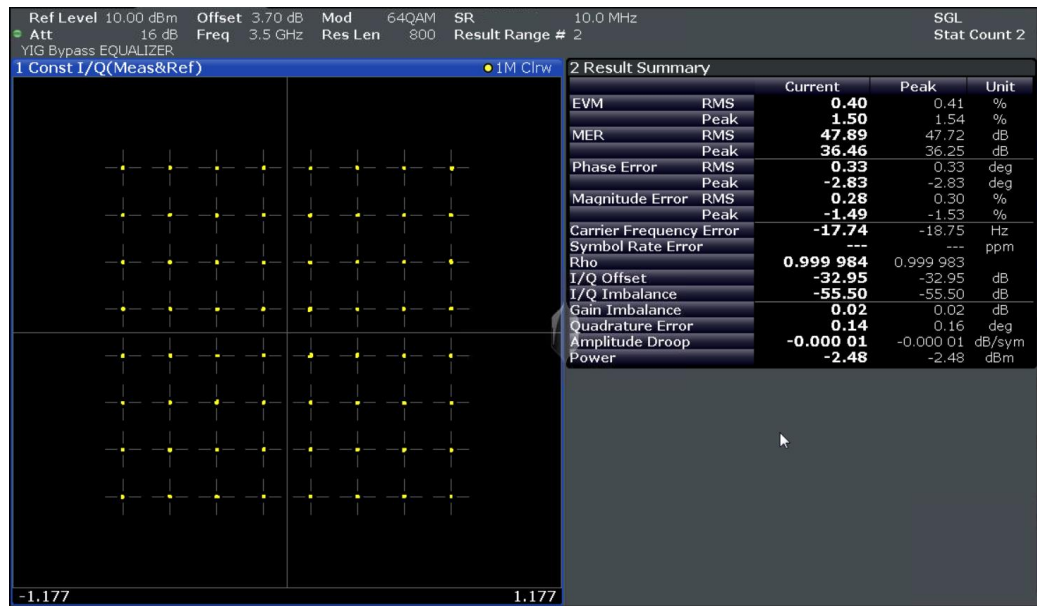 Ref Level 10.00 dBm Offset 3.70 dB Mod 64QAM SR 10.0 MHz SGL
Att 16 dB Freq 3.5 GHz Res Len 800 Result Range # 2 Stat Count 2
YIG Bypass EQUALIZER
1 Const I/Q(Meas&Ref) 1M Clrw
-1.177 1.177
2 Result Summary
Current Peak Unit
EVM RMS 0.40 0.41 %
Peak 1.50 1.54 %
MER RMS 47.89 47.72 dB
Peak 36.46 36.25 dB
Phase Error RMS 0.33 0.33 deg
Peak -2.83 -2.83 deg
Magnitude Error RMS 0.28 0.30 %
Peak -1.49 -1.53 %
Carrier Frequency Error -17.74 -18.75 Hz
Symbol Rate Error --- --- ppm
Rho 0.999 984 0.999 983
I/Q Offset -32.95 -32.95 dB
I/Q Imbalance -55.50 -55.50 dB
Gain Imbalance 0.02 0.02 dB
Quadrature Error 0.14 0.16 deg
Amplitude Droop -0.000 01 -0.000 01 dB/sym
Power -2.48 -2.48 dBm